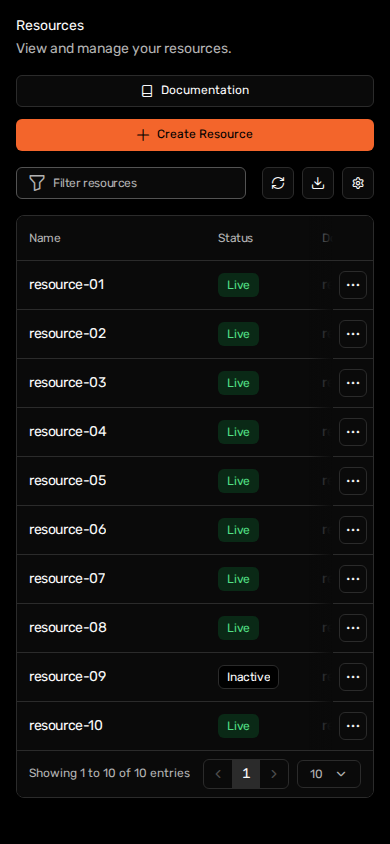 Resources
View and manage your resources.
Documentation
Create Resource
Filter resources
Name Status
resource-01 Live
resource-02 Live
resource-03 Live
resource-04 Live
resource-05 Live
resource-06 Live
resource-07 Live
resource-08 Live
resource-09 Inactive
resource-10 Live
Showing 1 to 10 of 10 entries 1 10